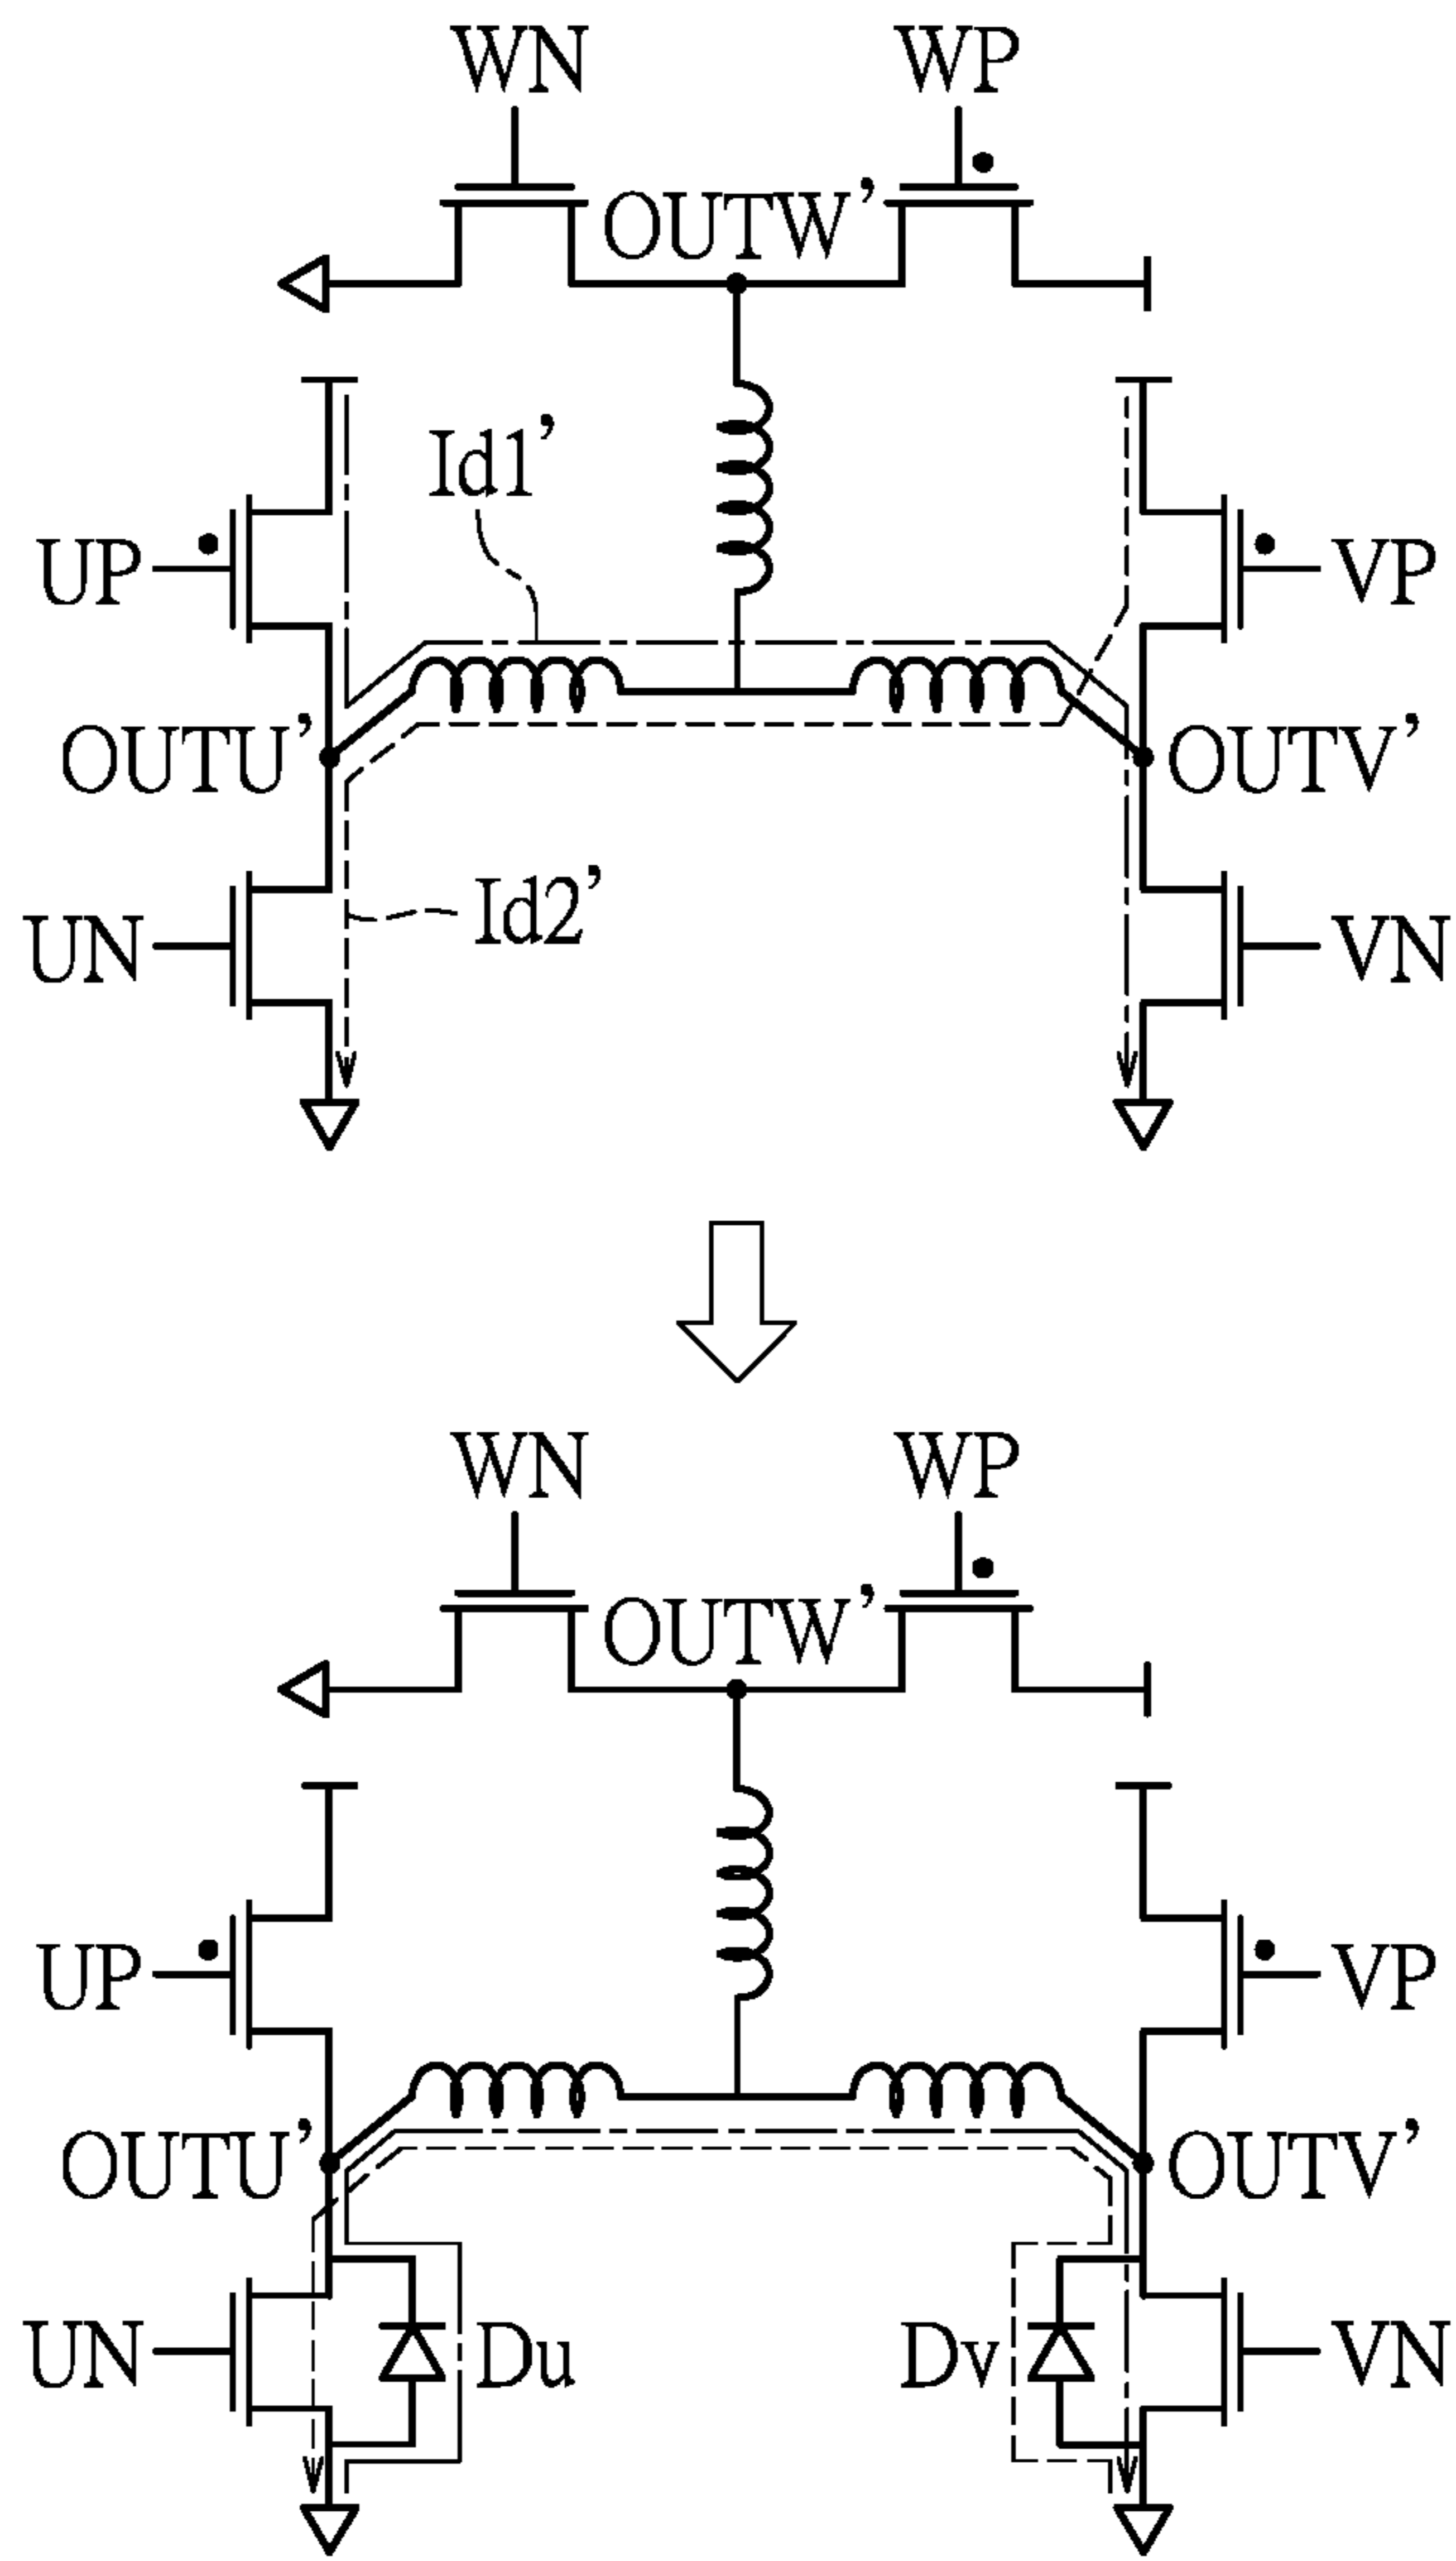 WN WP
OUTW’
Id1’
UP VP
OUTU’ OUTV’
Id2’
UN VN
WN WP
OUTW’
UP VP
OUTU’ OUTV’
UN Du Dv VN